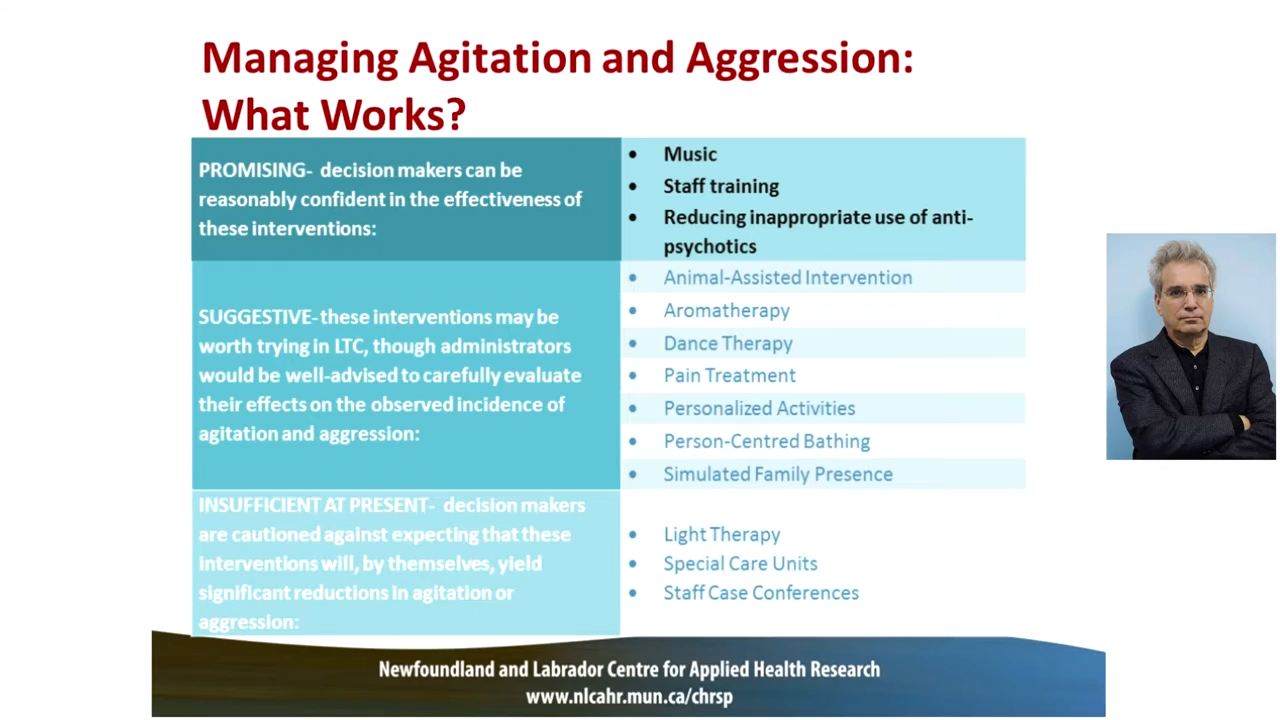 Managing Agitation and Aggression:
What Works?
PROMISING- decision makers can be
reasonably confident in the effectiveness of
these interventions:
• Music
• Staff training
• Reducing inappropriate use of anti-
psychotics
SUGGESTIVE- these interventions may be
worth trying in LTC, though administrators
would be well-advised to carefully evaluate
their effects on the observed incidence of
agitation and aggression:
• Animal-Assisted Intervention
• Aromatherapy
• Dance Therapy
• Pain Treatment
• Personalized Activities
• Person-Centred Bathing
• Simulated Family Presence
INSUFFICIENT AT PRESENT- decision makers
are cautioned against expecting that these
interventions will, by themselves, yield
significant reductions in agitation or
aggression:
• Light Therapy
• Special Care Units
• Staff Case Conferences
Newfoundland and Labrador Centre for Applied Health Research
www.nlcahr.mun.ca/chrsp